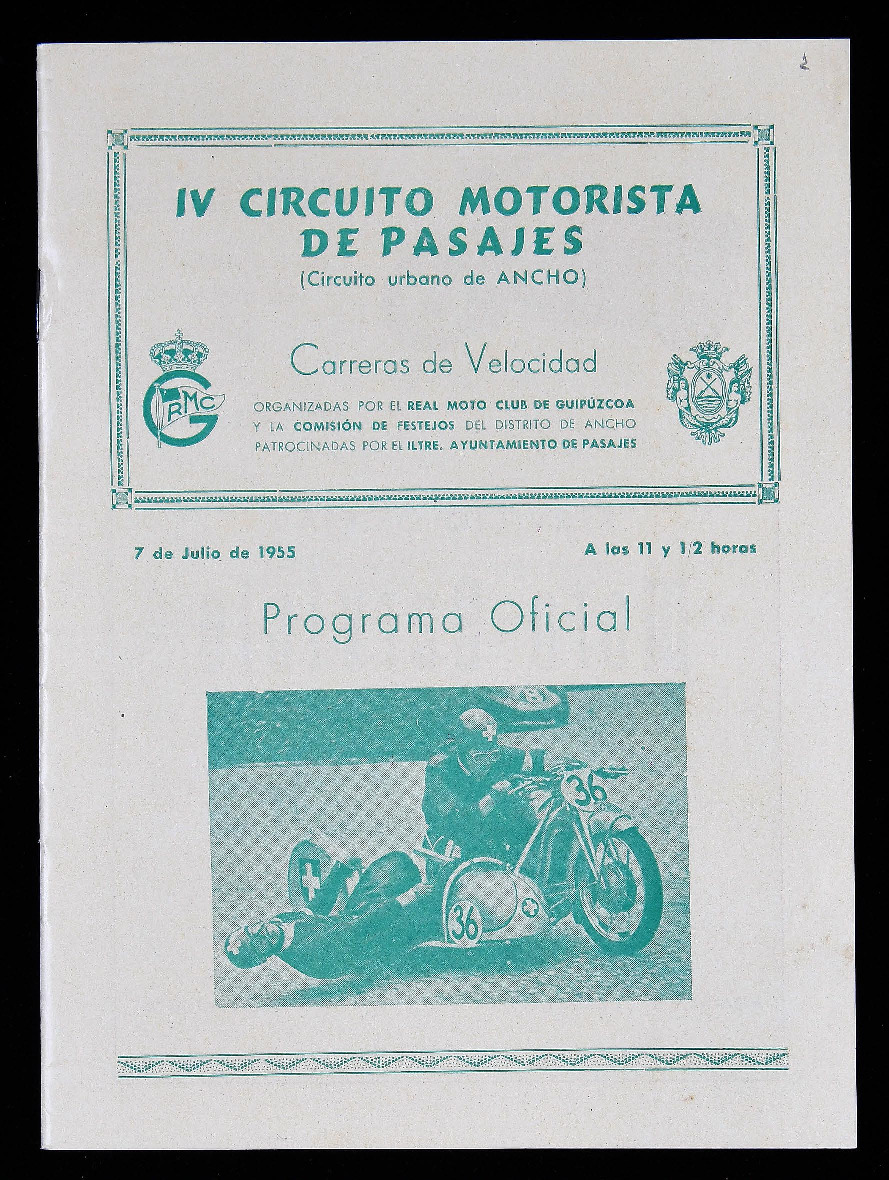 2
IV CIRCUITO MOTORISTA
DE PASAJES
(Circuito urbano de ANCHO)
Carreras de Velocidad
RMC
G
ORGANIZADAS POR EL REAL MOTO CLUB DE GUIPÚZCOA
Y LA COMISIÓN DE FESTEJOS DEL DISTRITO DE ANCHO
PATROCINADAS POR EL ILTRE. AYUNTAMIENTO DE PASAJES
7 de Julio de 1955
A las 11 y 1/2 horas
Programa Oficial
36
36